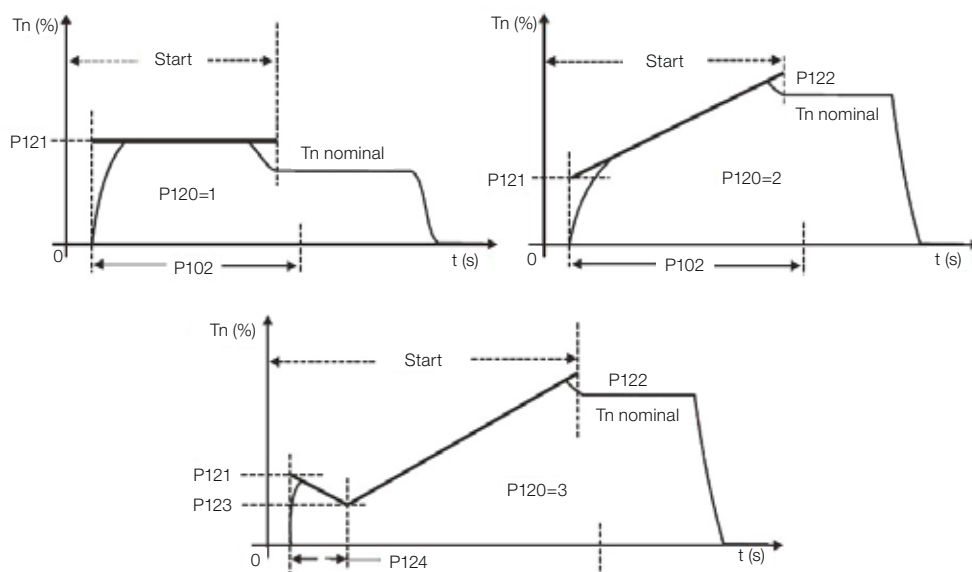 Tn (%)
Start
P121
Tn nominal
P120=1
0
P102
t (s)
Tn (%)
Start
P122
Tn nominal
P121
P120=2
0
P102
t (s)
Tn (%)
Start
P122
Tn nominal
P121
P123
P120=3
0
P124
t (s)